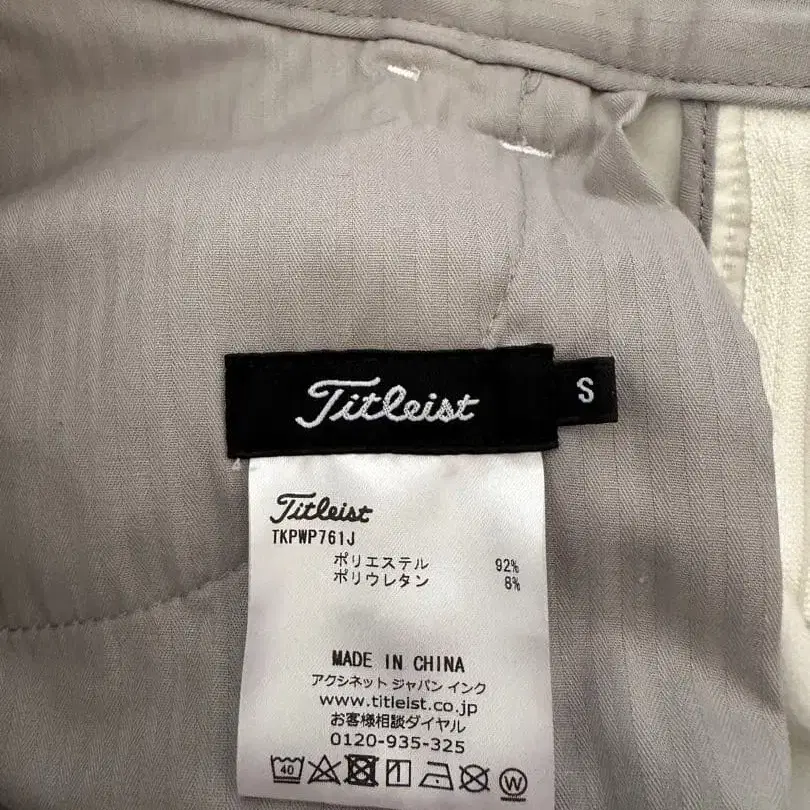 Titleist
S
Titleist
TKPWP761J
ポリエステル 92%
ポリウレタン 8%
MADE IN CHINA
アクシネット ジャパン インク
www.titleist.co.jp
お客様相談ダイヤル
0120-935-325
40
W